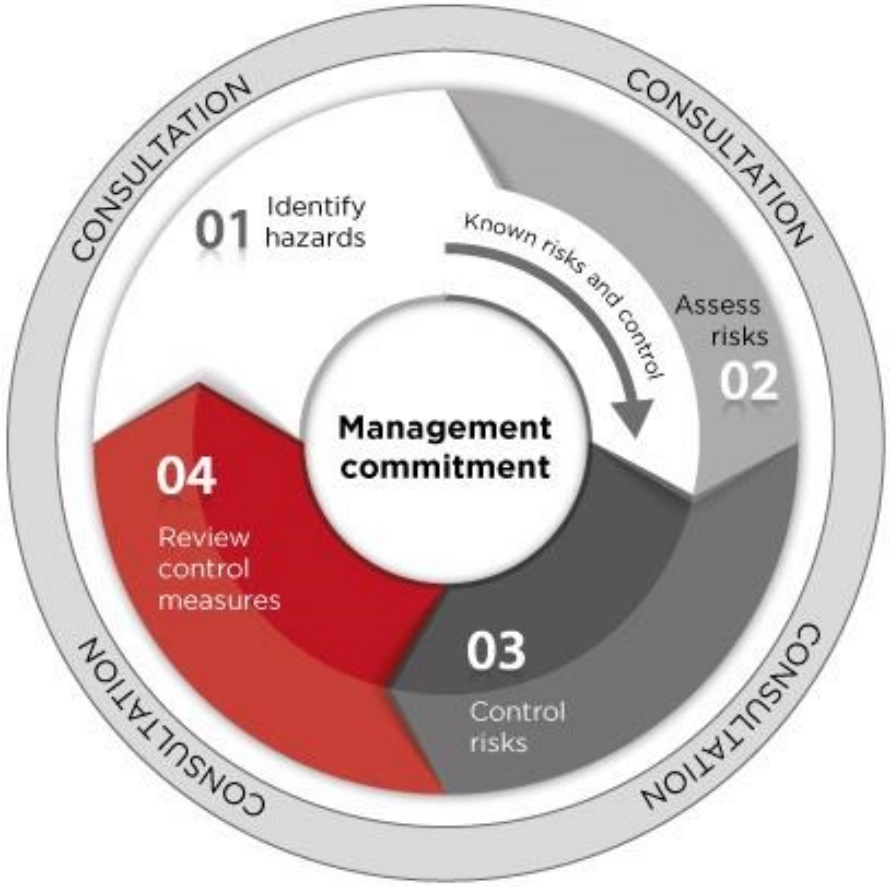 CONSULTATION
CONSULTATION
01
Identify
hazards
Known risks and control
Assess
risks
02
Management
commitment
04
Review
control
measures
03
Control
risks
CONSULTATION
CONSULTATION